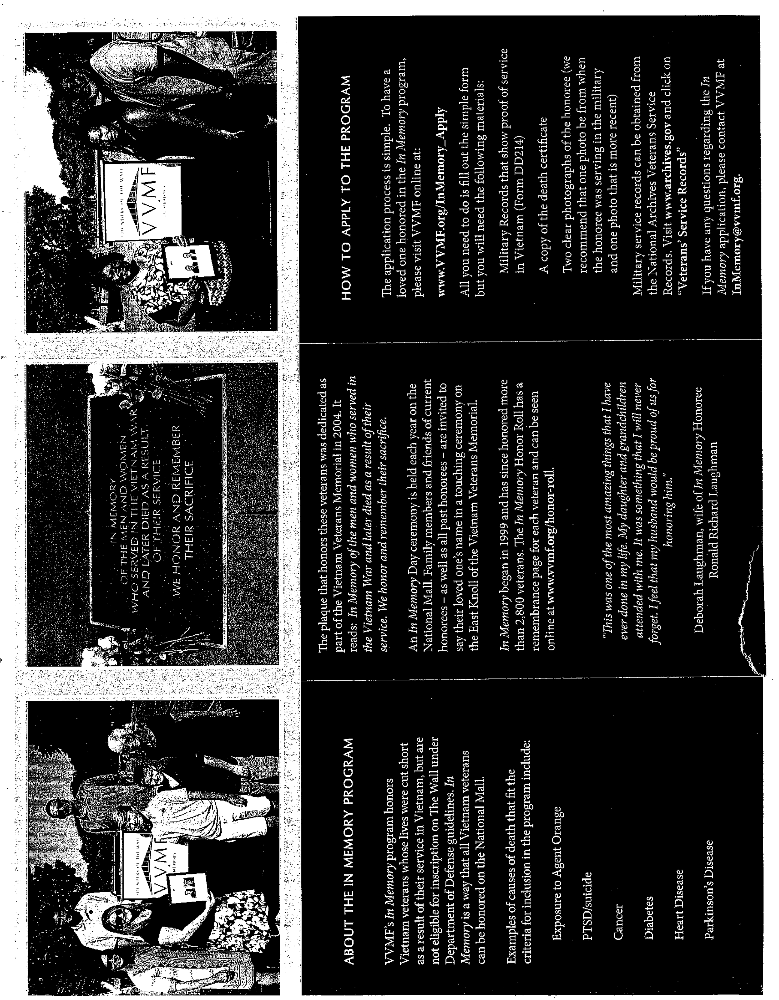 FOUNDERS OF THE WALL
VVMF
IN MEMORY
OF THE MEN AND WOMEN
WHO SERVED IN THE VIETNAM WAR
AND LATER DIED AS A RESULT
OF THEIR SERVICE
WE HONOR AND REMEMBER
THEIR SACRIFICE
FOUNDERS OF THE WALL
VVMF
ABOUT THE IN MEMORY PROGRAM
VVMF's In Memory program honors
Vietnam veterans whose lives were cut short
as a result of their service in Vietnam, but are
not eligible for inscription on The Wall under
Department of Defense guidelines. In
Memory is a way that all Vietnam veterans
can be honored on the National Mall.
Examples of causes of death that fit the
criteria for inclusion in the program include:
Exposure to Agent Orange
PTSD/suicide
Cancer
Diabetes
Heart Disease
Parkinson's Disease
The plaque that honors these veterans was dedicated as
part of the Vietnam Veterans Memorial in 2004. It
reads: In Memory of the men and women who served in
the Vietnam War and later died as a result of their
service. We honor and remember their sacrifice.
An In Memory Day ceremony is held each year on the
National Mall. Family members and friends of current
honorees – as well as all past honorees – are invited to
say their loved one's name in a touching ceremony on
the East Knoll of the Vietnam Veterans Memorial.
In Memory began in 1999 and has since honored more
than 2,800 veterans. The In Memory Honor Roll has a
remembrance page for each veteran and can be seen
online at www.vvmf.org/honor-roll.
"This was one of the most amazing things that I have
ever done in my life. My daughter and grandchildren
attended with me. It was something that I will never
forget. I feel that my husband would be proud of us for
honoring him."
Deborah Laughman, wife of In Memory Honoree
Ronald Richard Laughman
HOW TO APPLY TO THE PROGRAM
The application process is simple. To have a
loved one honored in the In Memory program,
please visit VVMF online at:
www.VVMF.org/InMemory_Apply
All you need to do is fill out the simple form
but you will need the following materials:
Military Records that show proof of service
in Vietnam (Form DD214)
A copy of the death certificate
Two clear photographs of the honoree (we
recommend that one photo be from when
the honoree was serving in the military
and one photo that is more recent)
Military service records can be obtained from
the National Archives Veterans Service
Records. Visit www.archives.gov and click on
"Veterans' Service Records"
If you have any questions regarding the In
Memory application, please contact VVMF at
InMemory@vvmf.org.